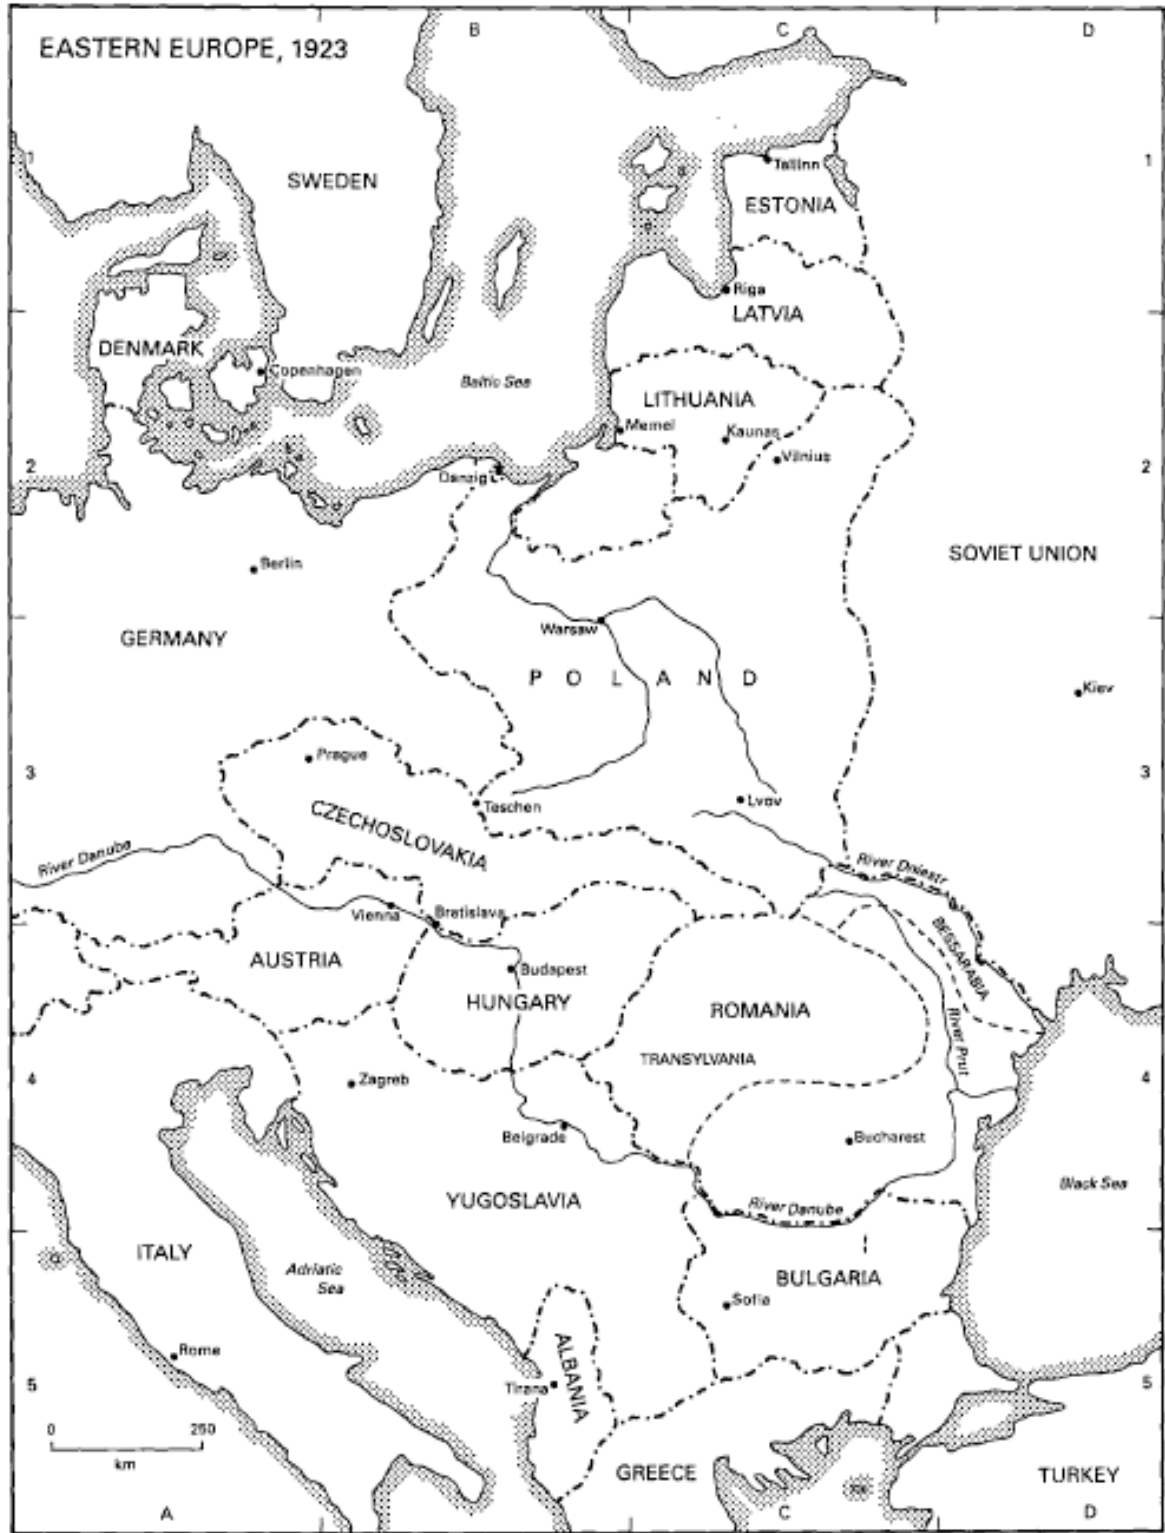 B
C
D
EASTERN EUROPE, 1923
1
1
Tallinn
SWEDEN
ESTONIA
Riga
LATVIA
DENMARK
Copenhagen
Baltic Sea
LITHUANIA
Memel
Kaunas
Vilnius
2
2
Danzig
SOVIET UNION
Berlin
Warsaw
GERMANY
POLAND
Kiev
Prague
3
3
Teschen
Lvov
CZECHOSLOVAKIA
River Danube
River Dniestr
Vienna
Bratislava
BESSARABIA
AUSTRIA
Budapest
HUNGARY
ROMANIA
River Prut
TRANSYLVANIA
4
4
Zagreb
Belgrade
Bucharest
Black Sea
YUGOSLAVIA
River Danube
ITALY
Adriatic
Sea
BULGARIA
Sofia
Rome
ALBANIA
5
5
Tirana
0 250
km
GREECE
TURKEY
A
C
D